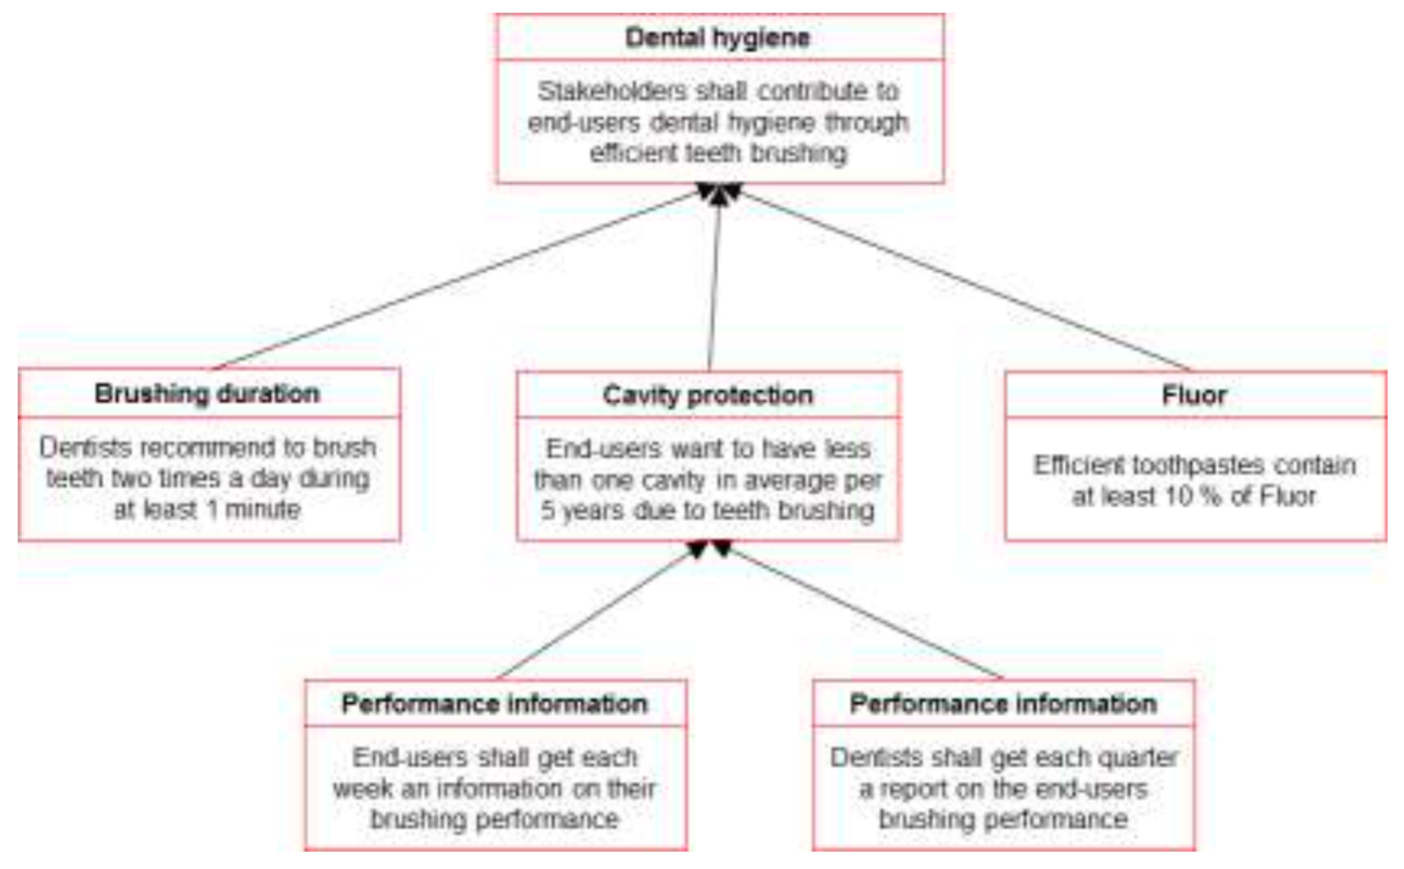 Dental hygiene
Stakeholders shall contribute to
end-users dental hygiene through
efficient teeth brushing
Brushing duration
Dentists recommend to brush
teeth two times a day during
at least 1 minute
Cavity protection
End-users want to have less
than one cavity in average per
5 years due to teeth brushing
Fluor
Efficient toothpastes contain
at least 10 % of Fluor
Performance information
End-users shall get each
week an information on their
brushing performance
Performance information
Dentists shall get each quarter
a report on the end-users
brushing performance